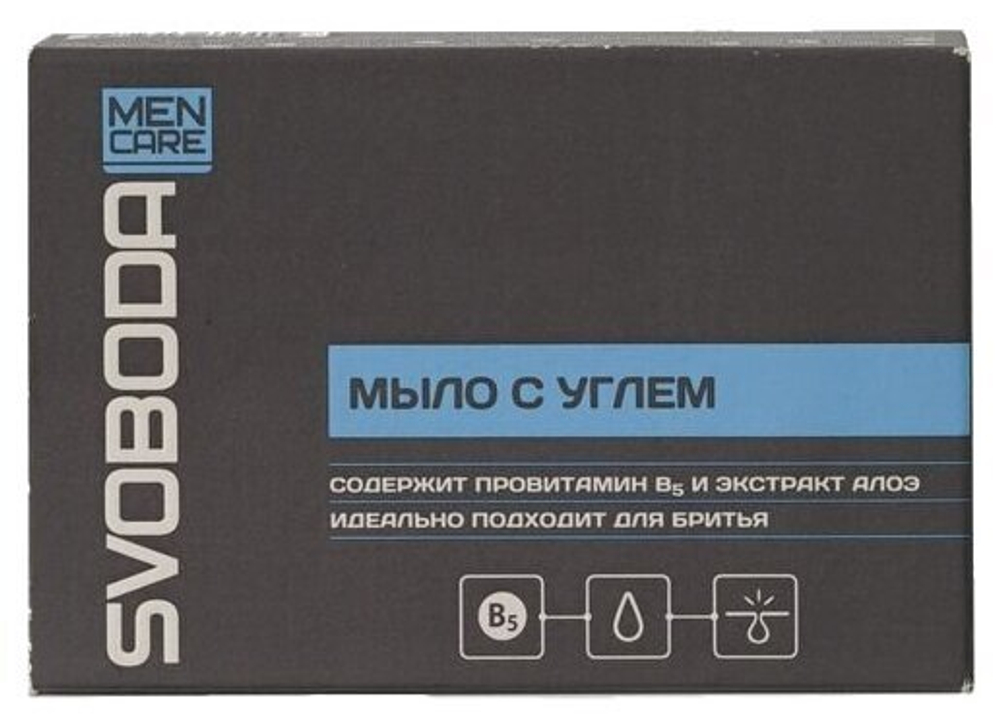 MEN
CARE
SVOBODA
МЫЛО С УГЛЕМ
СОДЕРЖИТ ПРОВИТАМИН B₅ И ЭКСТРАКТ АЛОЭ
ИДЕАЛЬНО ПОДХОДИТ ДЛЯ БРИТЬЯ
B₅